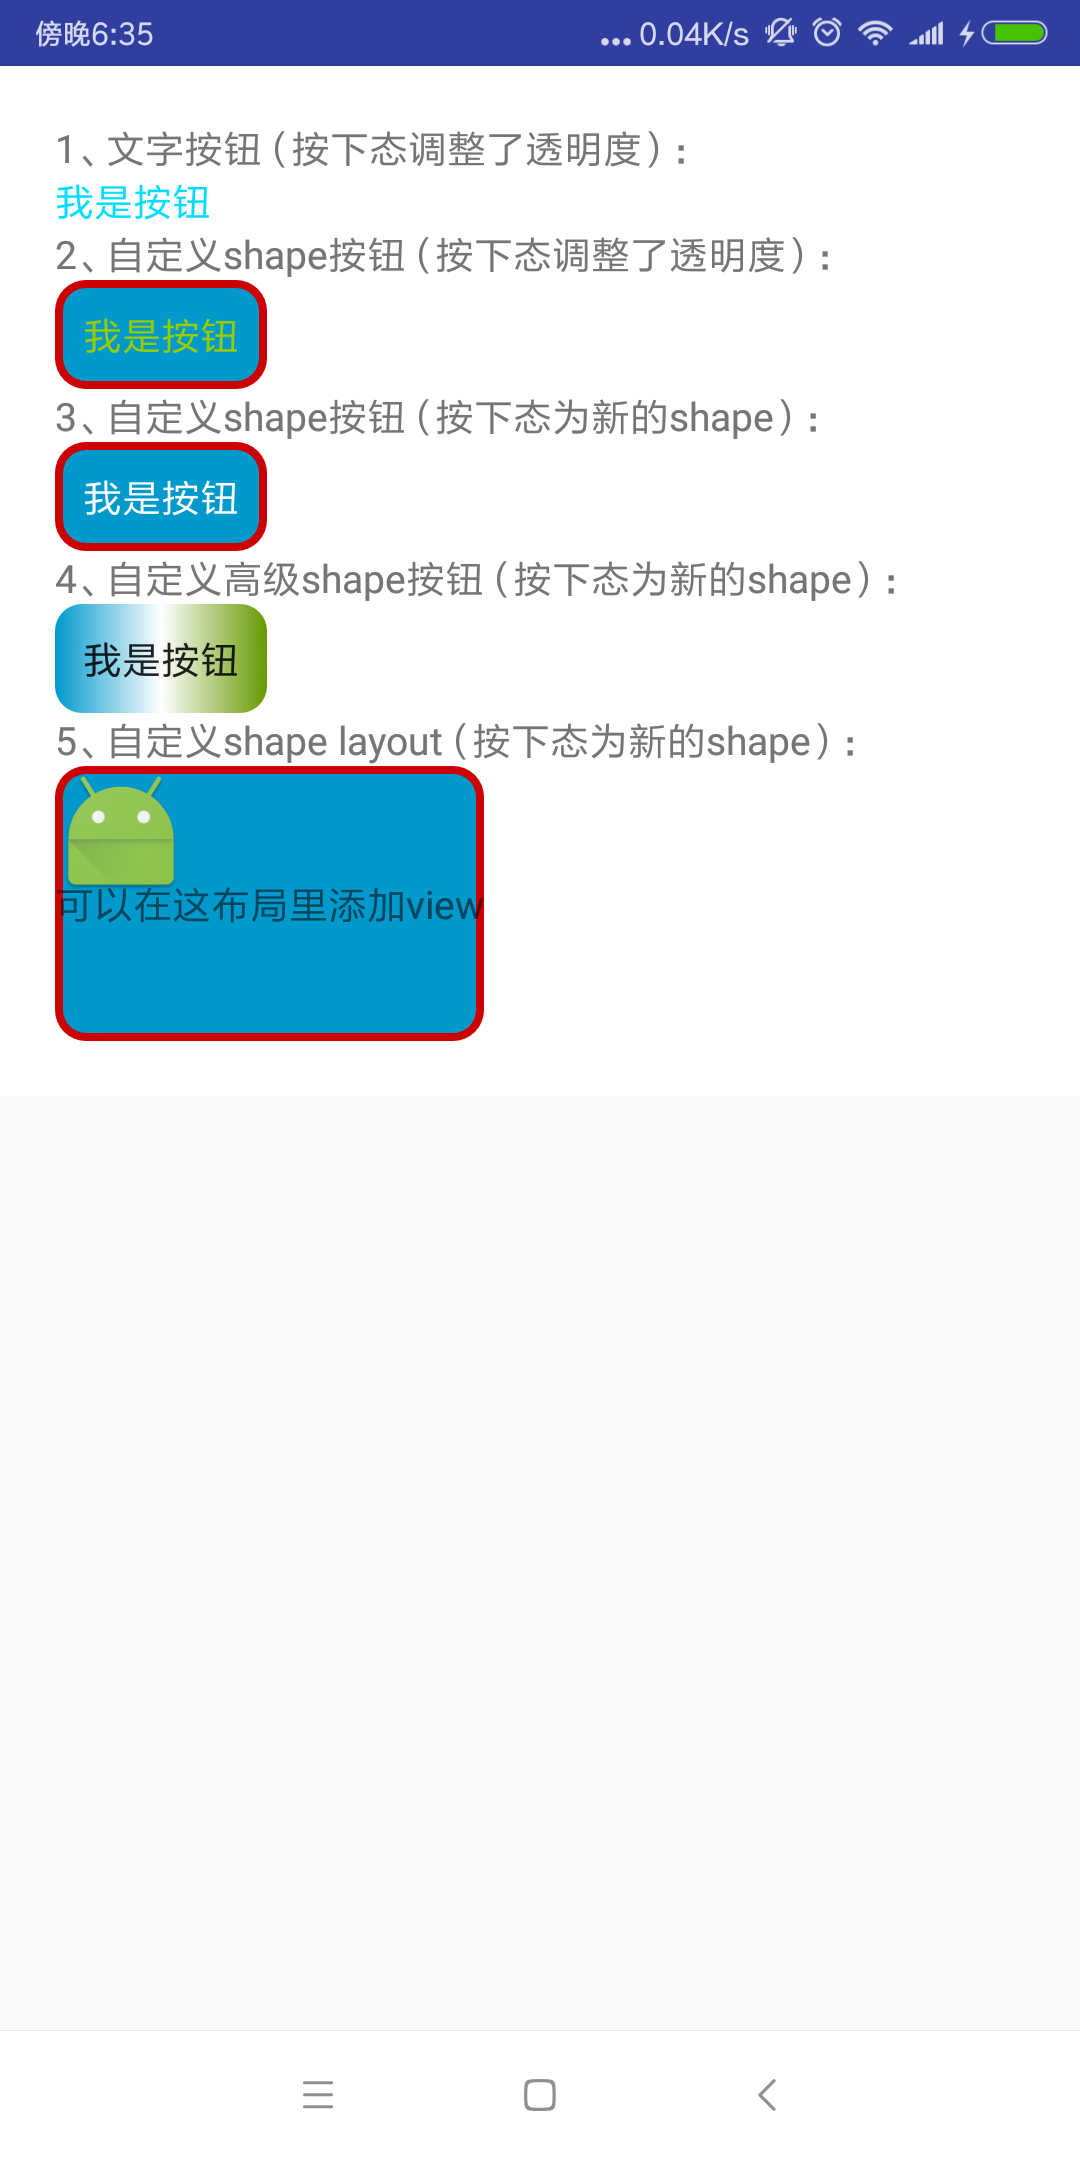 傍晚6:35 ... 0.04K/s
1、文字按钮（按下态调整了透明度）：
我是按钮
2、自定义shape按钮（按下态调整了透明度）：
我是按钮
3、自定义shape按钮（按下态为新的shape）：
我是按钮
4、自定义高级shape按钮（按下态为新的shape）：
我是按钮
5、自定义shape layout（按下态为新的shape）：
可以在这布局里添加view